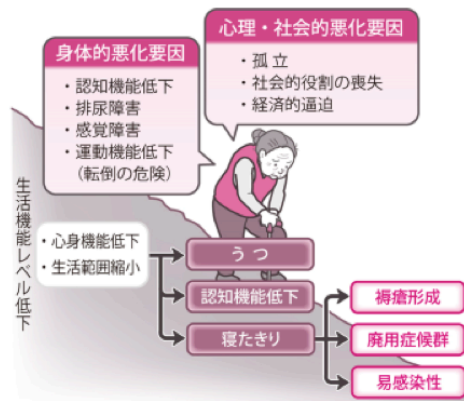 身体的悪化要因
・認知機能低下
・排尿障害
・感覚障害
・運動機能低下
（転倒の危険）
心理・社会的悪化要因
・孤 立
・社会的役割の喪失
・経済的逼迫
生活機能レベル低下
・心身機能低下
・生活範囲縮小
う つ
認知機能低下
寝たきり
褥瘡形成
廃用症候群
易感染性